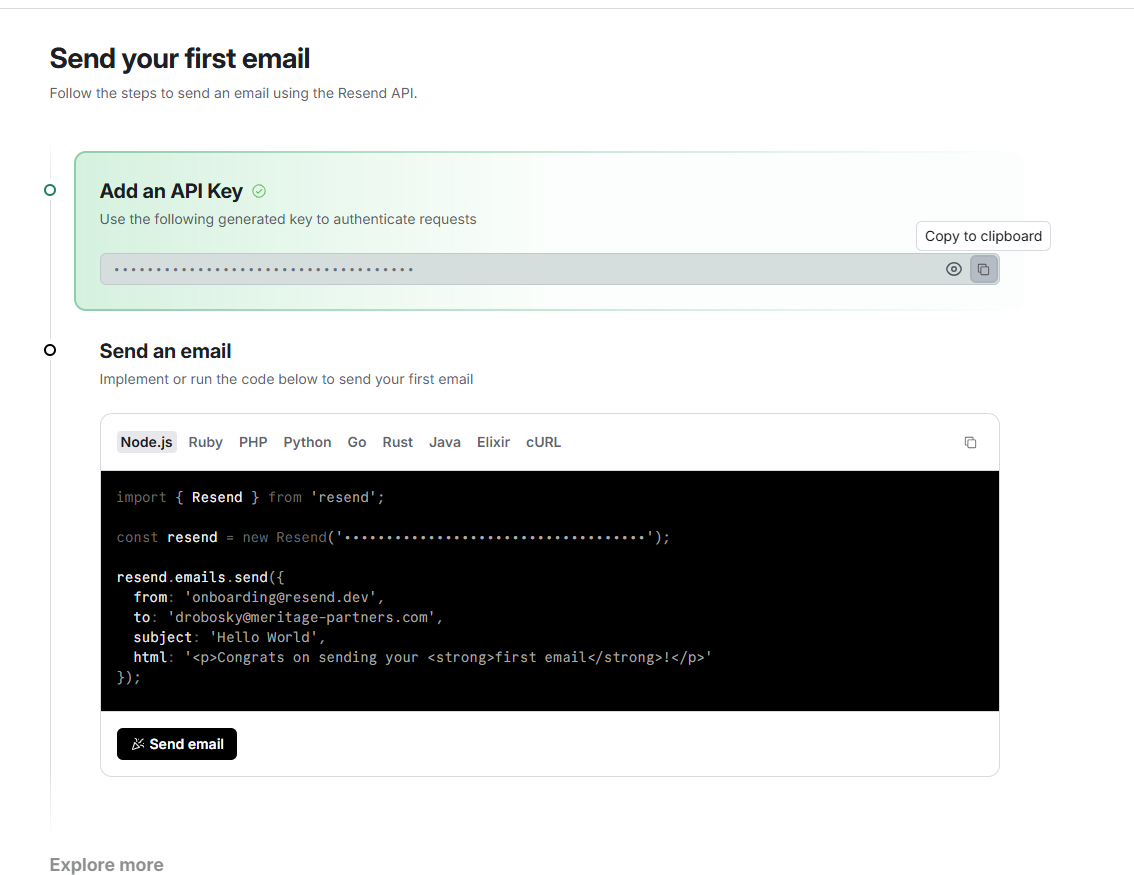 Send your first email
Follow the steps to send an email using the Resend API.
Add an API Key
Use the following generated key to authenticate requests
Copy to clipboard
••••••••••••••••••••••••••••••••••••
Send an email
Implement or run the code below to send your first email
Node.js Ruby PHP Python Go Rust Java Elixir cURL
import { Resend } from 'resend';
const resend = new Resend('••••••••••••••••••••••••••••••••••••');
resend.emails.send({
  from: 'onboarding@resend.dev',
  to: 'drobosky@meritage-partners.com',
  subject: 'Hello World',
  html: '<p>Congrats on sending your <strong>first email</strong>!</p>'
});
Send email
Explore more